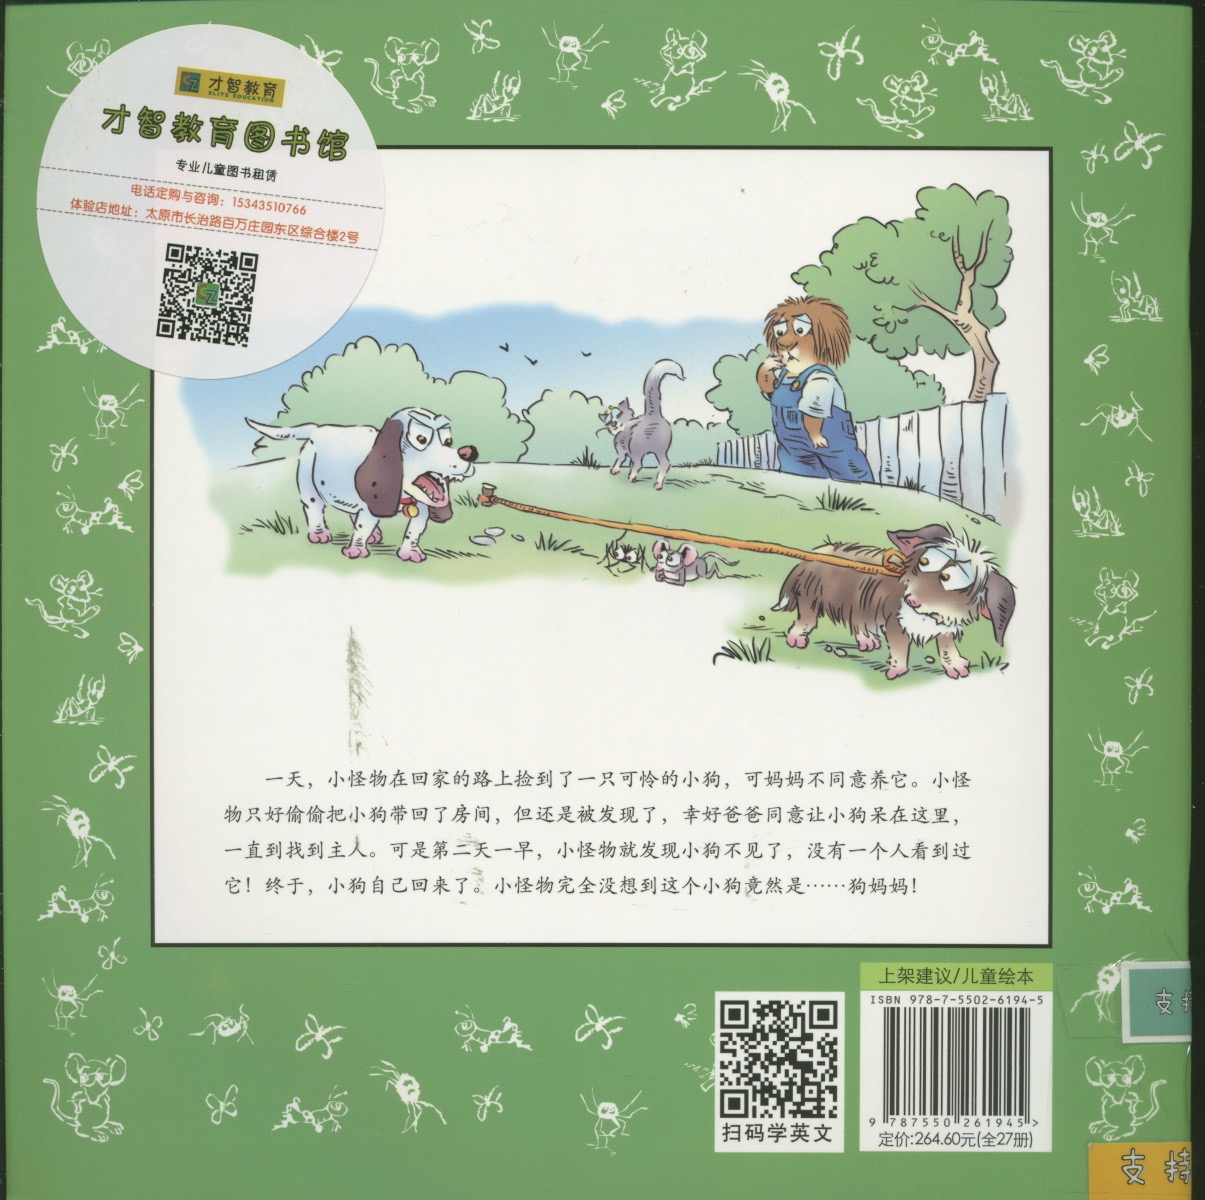 才智教育
ELITE EDUCATION
才智教育图书馆
专业儿童图书租赁
电话定购与咨询：15343510766
体验店地址：太原市长治路百万庄园东区综合楼2号
一天，小怪物在回家的路上捡到了一只可怜的小狗，可妈妈不同意养它。小怪
物只好偷偷把小狗带回了房间，但还是被发现了，幸好爸爸同意让小狗呆在这里，
一直到找到主人。可是第二天一早，小怪物就发现小狗不见了，没有一个人看到过
它！终于，小狗自己回来了。小怪物完全没想到这个小狗竟然是……狗妈妈！
上架建议/儿童绘本
ISBN 978-7-5502-6194-5
9 787550 261945 >
定价:264.60元(全27册)
扫码学英文
支持
支持